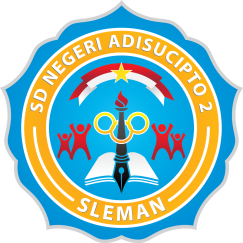 SD NEGERI ADISUCIPTO 2
SLEMAN